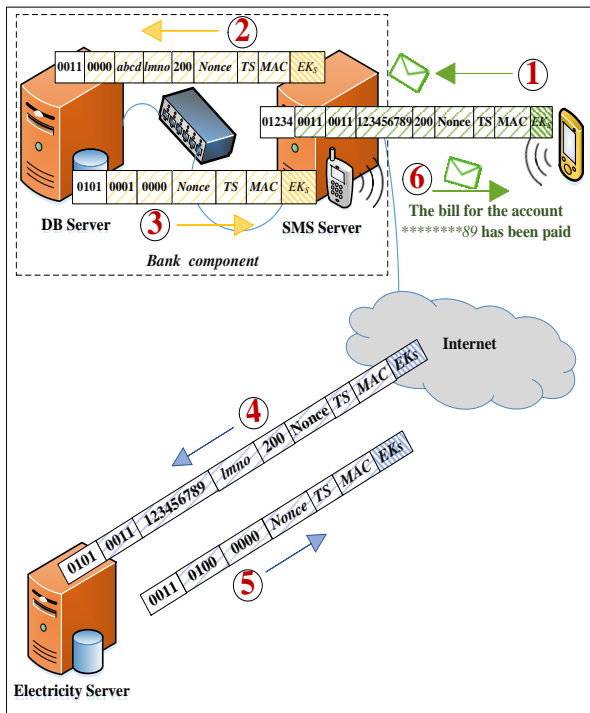 2
1
0011 0000 abcd lmno 200 Nonce TS MAC EKS
01234 0011 0011 123456789 200 Nonce TS MAC EKS
0101 0001 0000 Nonce TS MAC EKS
6
DB Server
3
SMS Server
The bill for the account
********89 has been paid
Bank component
Internet
4
0101 0011 123456789 lmno 200 Nonce TS MAC EKS
0011 0100 0000 Nonce TS MAC EKS
5
Electricity Server